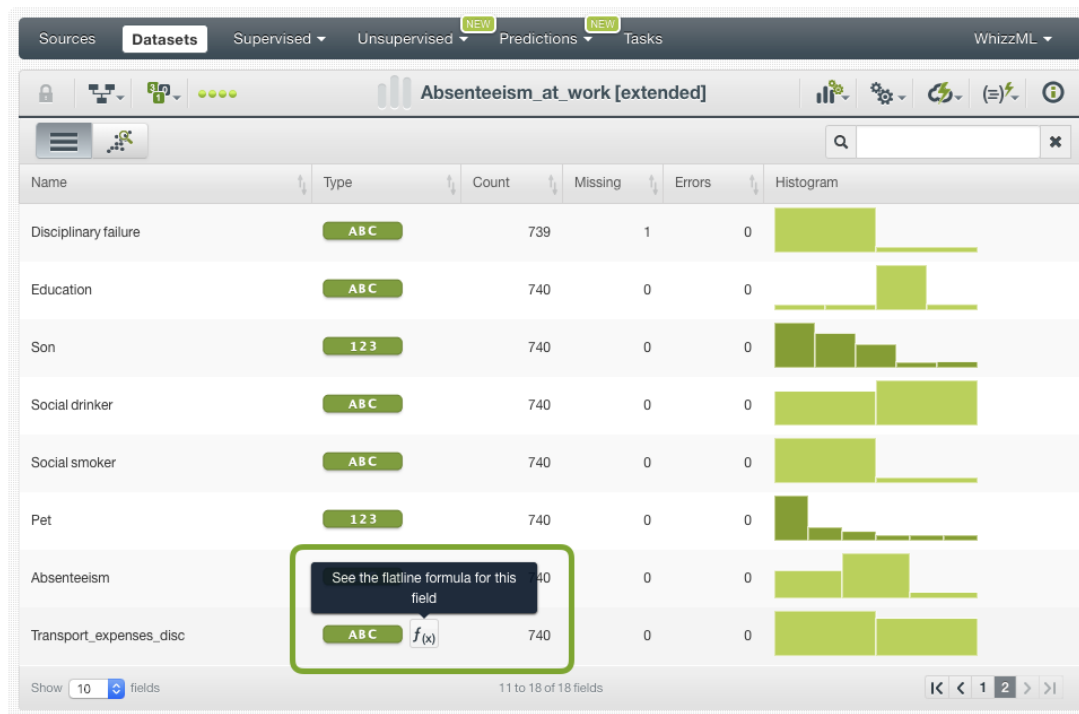 NEW NEW
Sources Datasets Supervised Unsupervised Predictions Tasks WhizzML
Absenteeism_at_work [extended]
Name Type Count Missing Errors Histogram
Disciplinary failure ABC 739 1 0
Education ABC 740 0 0
Son 123 740 0 0
Social drinker ABC 740 0 0
Social smoker ABC 740 0 0
Pet 123 740 0 0
Absenteeism 40 0 0
See the flatline formula for this
field
Transport_expenses_disc ABC f(x) 740 0 0
Show 10 fields 11 to 18 of 18 fields 1 2